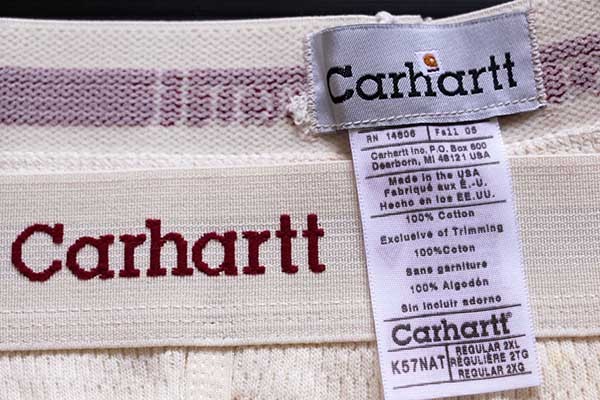 Carhartt
RN 14806 Fall 05
Carhartt Inc. P.O. Box 600
Dearborn, MI 48121 USA
Made in the USA
Fabriqué aux É.-U.
Hecho en los EE.UU.
100% Cotton
Exclusive of Trimming
100%Coton
Sans garniture
100% Algodón
Sin incluir adorno
Carhartt
K57NAT
REGULAR 2XL
RÉGULIÈRE 2TG
REGULAR 2XG
Carhartt